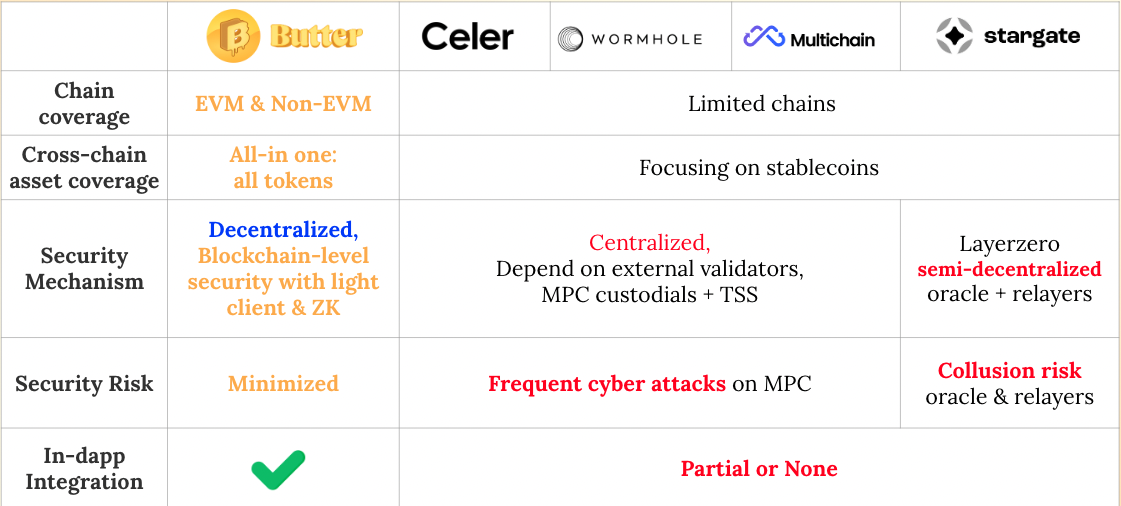 Butter
Celer
WORMHOLE
Multichain
stargate
Chain
coverage
EVM & Non-EVM
Limited chains
Cross-chain
asset coverage
All-in one:
all tokens
Focusing on stablecoins
Security
Mechanism
Decentralized,
Blockchain-level
security with light
client & ZK
Centralized,
Depend on external validators,
MPC custodials + TSS
Layerzero
semi-decentralized
oracle + relayers
Security Risk
Minimized
Frequent cyber attacks on MPC
Collusion risk
oracle & relayers
In-dapp
Integration
Partial or None